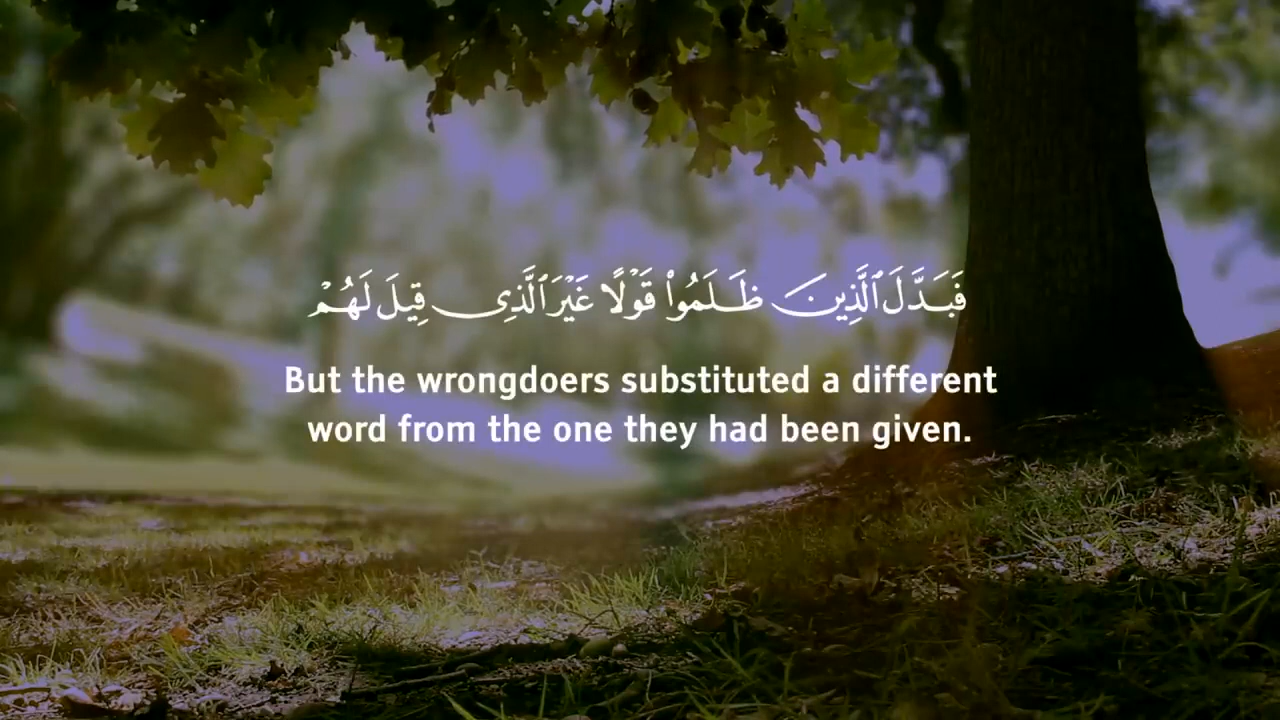 فَبَدَّلَ ٱلَّذِينَ ظَلَمُوا۟ قَوْلًا غَيْرَ ٱلَّذِى قِيلَ لَهُمْ
But the wrongdoers substituted a different
word from the one they had been given.